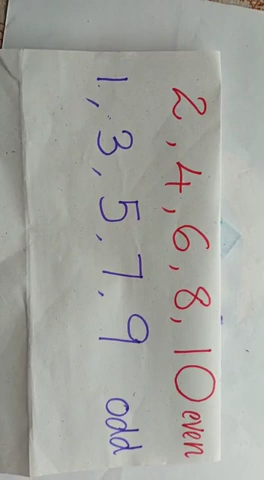 2, 4, 6, 8, 10 even
1, 3, 5, 7, 9 odd